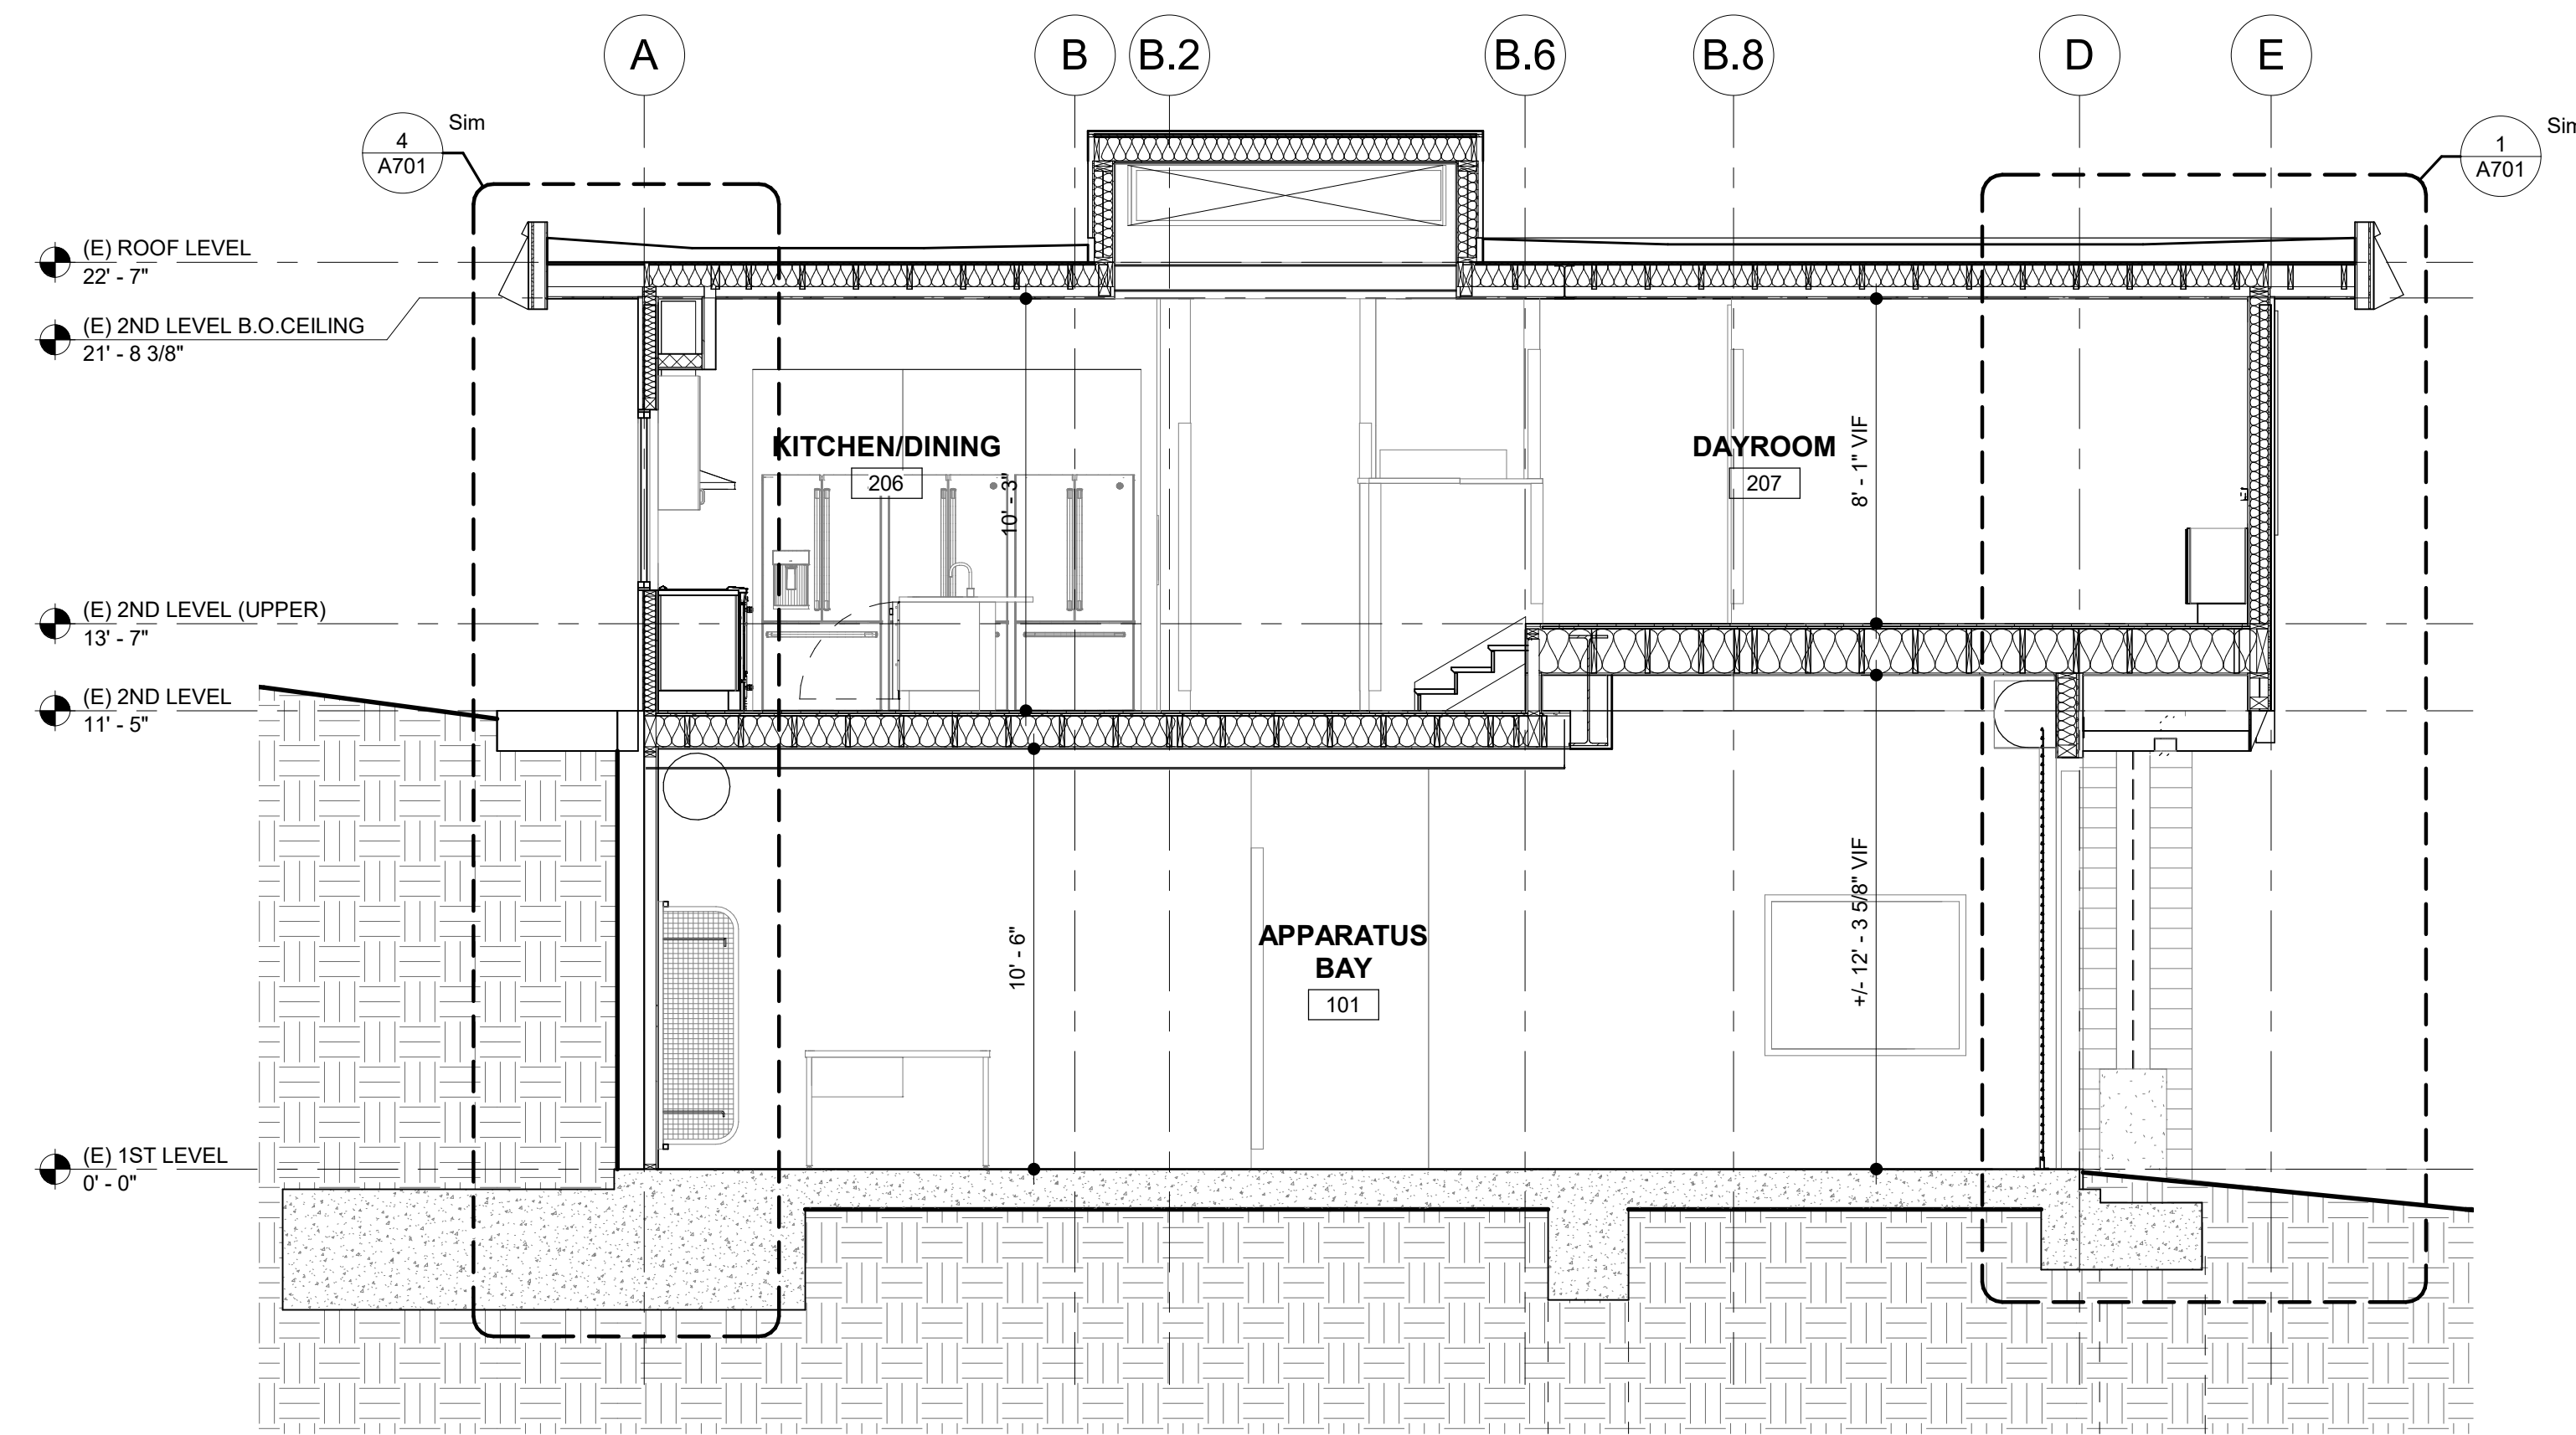 A
B
B.2
B.6
B.8
D
E
4
A701
Sim
1
A701
Sim
(E) ROOF LEVEL
22' - 7"
(E) 2ND LEVEL B.O.CEILING
21' - 8 3/8"
KITCHEN/DINING
206
10' - 3"
DAYROOM
207
8' - 1" VIF
(E) 2ND LEVEL (UPPER)
13' - 7"
(E) 2ND LEVEL
11' - 5"
10' - 6"
APPARATUS
BAY
101
+/- 12' - 3 5/8" VIF
(E) 1ST LEVEL
0' - 0"